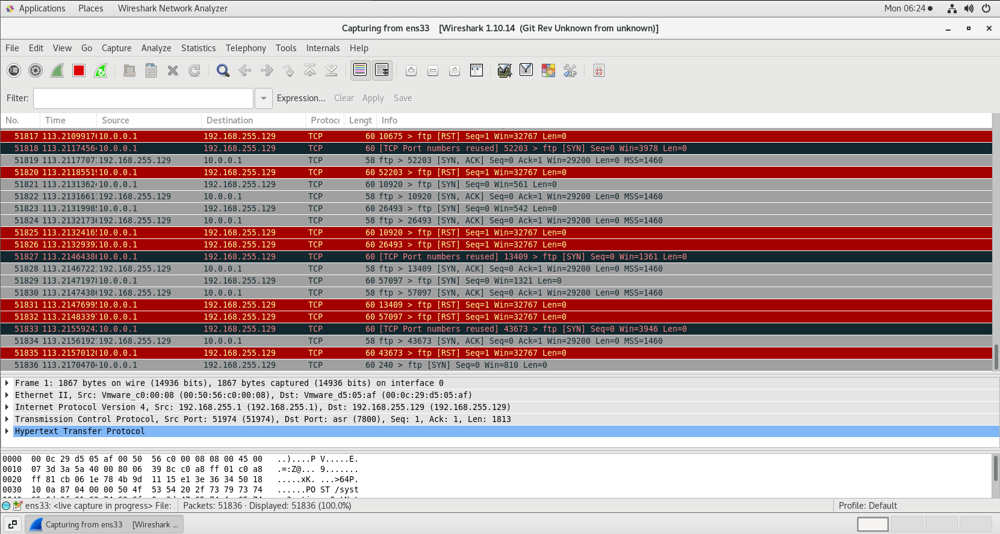 Applications Places Wireshark Network Analyzer Mon 06:24
Capturing from ens33 [Wireshark 1.10.14 (Git Rev Unknown from unknown)]
File Edit View Go Capture Analyze Statistics Telephony Tools Internals Help
Filter: Expression... Clear Apply Save
No. Time Source Destination Protoc Lengt Info
51817 113.2109917 10.0.0.1 192.168.255.129 TCP 60 10675 > ftp [RST] Seq=1 Win=32767 Len=0
51818 113.2117456 10.0.0.1 192.168.255.129 TCP 60 [TCP Port numbers reused] 52203 > ftp [SYN] Seq=0 Win=3978 Len=0
51819 113.2117707 192.168.255.129 10.0.0.1 TCP 58 ftp > 52203 [SYN, ACK] Seq=0 Ack=1 Win=29200 Len=0 MSS=1460
51820 113.2118551 10.0.0.1 192.168.255.129 TCP 60 52203 > ftp [RST] Seq=1 Win=32767 Len=0
51821 113.2131362 10.0.0.1 192.168.255.129 TCP 60 10920 > ftp [SYN] Seq=0 Win=561 Len=0
51822 113.2131661 192.168.255.129 10.0.0.1 TCP 58 ftp > 10920 [SYN, ACK] Seq=0 Ack=1 Win=29200 Len=0 MSS=1460
51823 113.2131998 10.0.0.1 192.168.255.129 TCP 60 26493 > ftp [SYN] Seq=0 Win=542 Len=0
51824 113.2132173 192.168.255.129 10.0.0.1 TCP 58 ftp > 26493 [SYN, ACK] Seq=0 Ack=1 Win=29200 Len=0 MSS=1460
51825 113.2132416 10.0.0.1 192.168.255.129 TCP 60 10920 > ftp [RST] Seq=1 Win=32767 Len=0
51826 113.2132939 10.0.0.1 192.168.255.129 TCP 60 26493 > ftp [RST] Seq=1 Win=32767 Len=0
51827 113.2146438 10.0.0.1 192.168.255.129 TCP 60 [TCP Port numbers reused] 13409 > ftp [SYN] Seq=0 Win=1361 Len=0
51828 113.2146722 192.168.255.129 10.0.0.1 TCP 58 ftp > 13409 [SYN, ACK] Seq=0 Ack=1 Win=29200 Len=0 MSS=1460
51829 113.2147197 10.0.0.1 192.168.255.129 TCP 60 57097 > ftp [SYN] Seq=0 Win=1321 Len=0
51830 113.2147438 192.168.255.129 10.0.0.1 TCP 58 ftp > 57097 [SYN, ACK] Seq=0 Ack=1 Win=29200 Len=0 MSS=1460
51831 113.2147699 10.0.0.1 192.168.255.129 TCP 60 13409 > ftp [RST] Seq=1 Win=32767 Len=0
51832 113.2148339 10.0.0.1 192.168.255.129 TCP 60 57097 > ftp [RST] Seq=1 Win=32767 Len=0
51833 113.2155924 10.0.0.1 192.168.255.129 TCP 60 [TCP Port numbers reused] 43673 > ftp [SYN] Seq=0 Win=3946 Len=0
51834 113.2156192 192.168.255.129 10.0.0.1 TCP 58 ftp > 43673 [SYN, ACK] Seq=0 Ack=1 Win=29200 Len=0 MSS=1460
51835 113.2157012 10.0.0.1 192.168.255.129 TCP 60 43673 > ftp [RST] Seq=1 Win=32767 Len=0
51836 113.2170470 10.0.0.1 192.168.255.129 TCP 60 240 > ftp [SYN] Seq=0 Win=810 Len=0
Frame 1: 1867 bytes on wire (14936 bits), 1867 bytes captured (14936 bits) on interface 0
Ethernet II, Src: Vmware_c0:00:08 (00:50:56:c0:00:08), Dst: Vmware_d5:05:af (00:0c:29:d5:05:af)
Internet Protocol Version 4, Src: 192.168.255.1 (192.168.255.1), Dst: 192.168.255.129 (192.168.255.129)
Transmission Control Protocol, Src Port: 51974 (51974), Dst Port: asr (7800), Seq: 1, Ack: 1, Len: 1813
Hypertext Transfer Protocol
0000 00 0c 29 d5 05 af 00 50 56 c0 00 08 08 00 45 00 ..)....P V.....E.
0010 07 3d 3a 5a 40 00 80 06 39 8c c0 a8 ff 01 c0 a8 .=:Z@... 9.......
0020 ff 81 cb 06 1e 78 4b 9d 11 15 e1 3e 36 34 50 18 .....xK. ...>64P.
0030 10 0a 87 04 00 00 50 4f 53 54 20 2f 73 79 73 74 ......PO ST /syst
ens33: <live capture in progress> File: Packets: 51836 · Displayed: 51836 (100.0%) Profile: Default
Capturing from ens33 [Wireshark ...